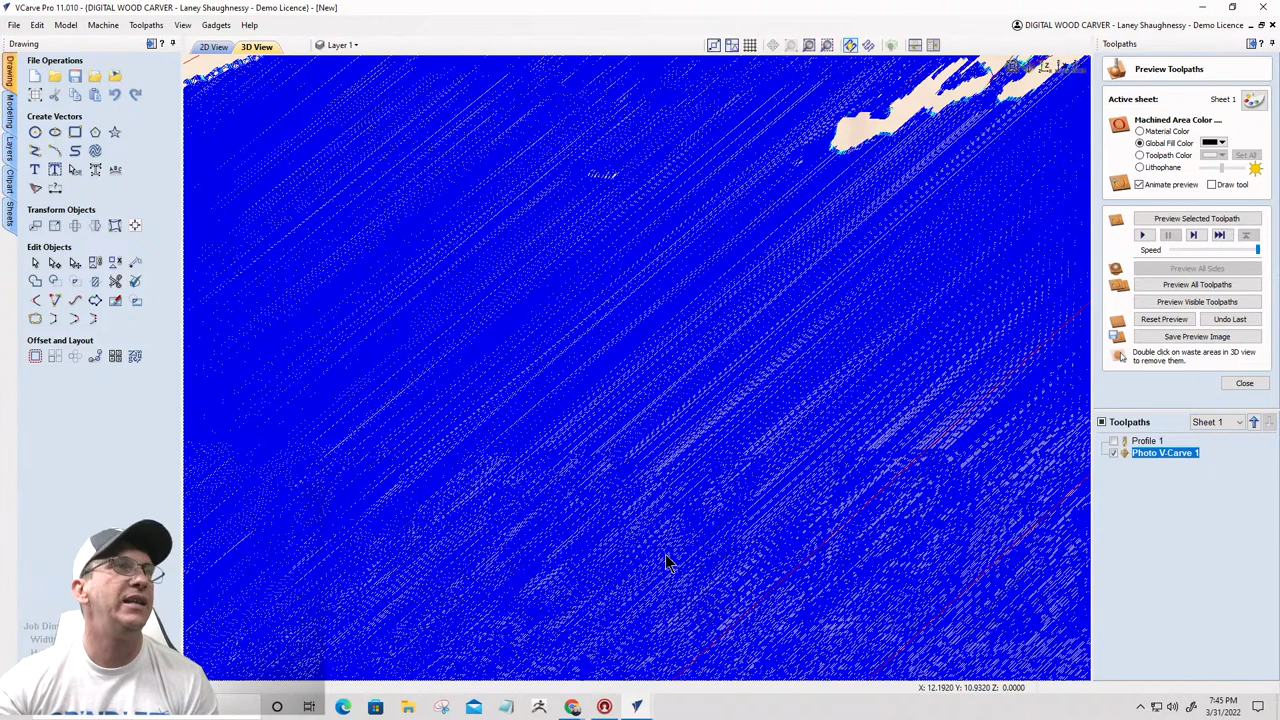 VCarve Pro 11.010 - {DIGITAL WOOD CARVER - Laney Shaughnessy - Demo Licence} - [New]
File Edit Model Machine Toolpaths View Gadgets Help
DIGITAL WOOD CARVER - Laney Shaughnessy - Demo Licence
Drawing
2D View
3D View
Layer 1
Toolpaths
Drawing
Modeling
Layers
Clipart
Sheets
File Operations
Create Vectors
Transform Objects
Edit Objects
Offset and Layout
Preview Toolpaths
Active sheet: Sheet 1
Machined Area Color ....
Material Color
Global Fill Color
Toolpath Color
Set All
Lithophane
Animate preview
Draw tool
Preview Selected Toolpath
Speed
Preview All Sides
Preview All Toolpaths
Preview Visible Toolpaths
Reset Preview
Undo Last
Save Preview Image
Double click on waste areas in 3D view
to remove them.
Close
Toolpaths
Sheet 1
Profile 1
Photo V-Carve 1
X: 12.1920 Y: 10.9320 Z: 0.0000
7:45 PM
3/31/2022